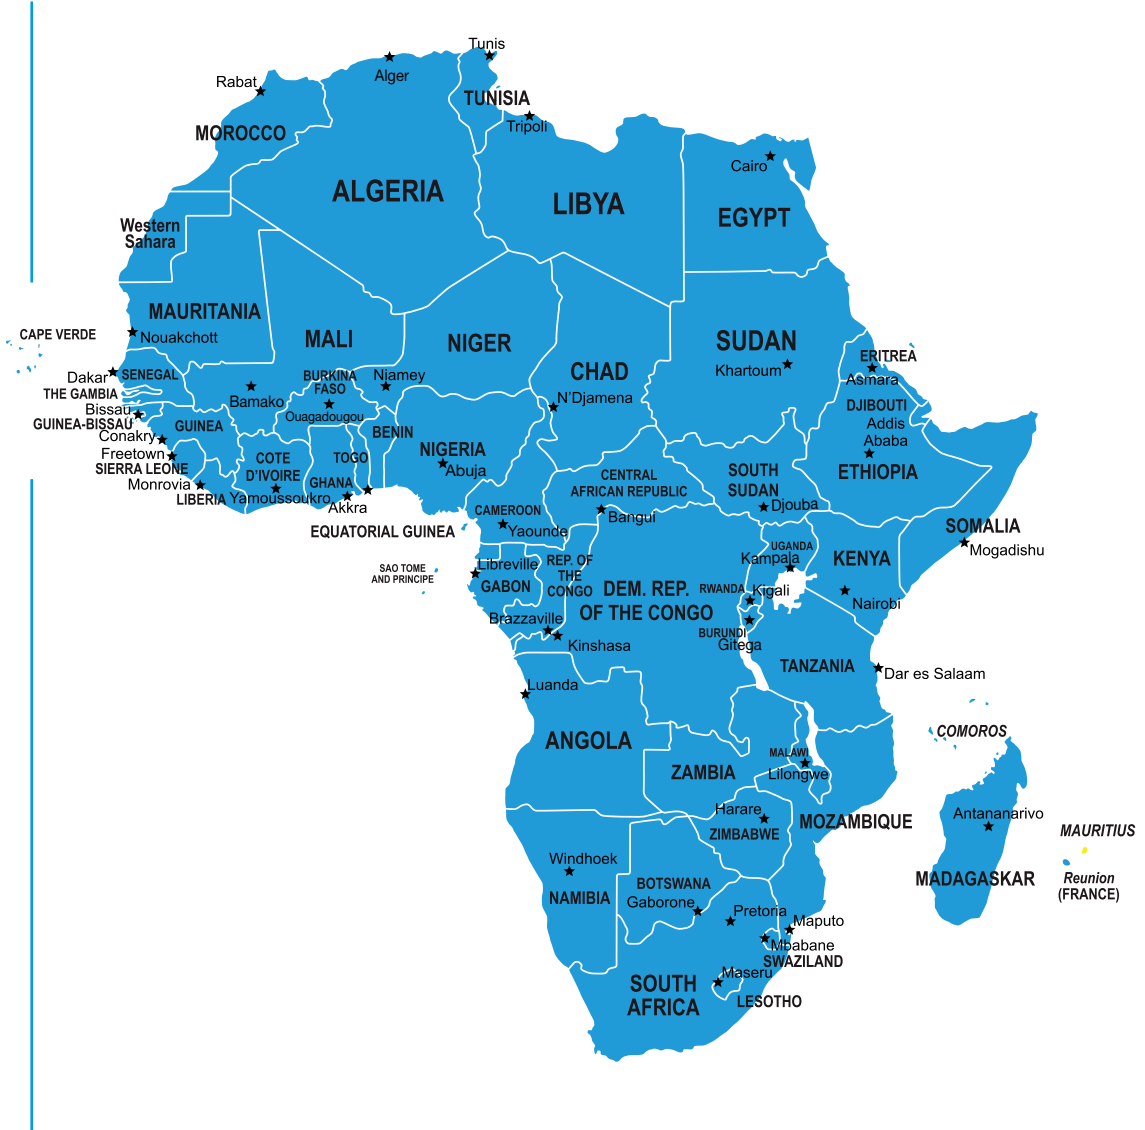 Tunis
Alger
Rabat
TUNISIA
Tripoli
MOROCCO
Cairo
ALGERIA
LIBYA
EGYPT
Western
Sahara
MAURITANIA
Nouakchott
CAPE VERDE
MALI
NIGER
SUDAN
CHAD
Khartoum
ERITREA
Asmara
Dakar
SENEGAL
BURKINA
FASO
Niamey
THE GAMBIA
Bamako
N'Djamena
DJIBOUTI
Bissau
Ouagadougou
GUINEA-BISSAU
GUINEA
BENIN
Addis
Ababa
Conakry
NIGERIA
Freetown
COTE
D'IVOIRE
TOGO
SIERRA LEONE
Abuja
SOUTH
SUDAN
ETHIOPIA
Monrovia
GHANA
CENTRAL
AFRICAN REPUBLIC
LIBERIA
Yamoussoukro
Akkra
CAMEROON
Djouba
Bangui
EQUATORIAL GUINEA
Yaounde
SOMALIA
UGANDA
Kampala
KENYA
Mogadishu
SAO TOME
AND PRINCIPE
Libreville
GABON
REP. OF
THE
CONGO
DEM. REP.
OF THE CONGO
RWANDA
Kigali
Nairobi
Brazzaville
Kinshasa
BURUNDI
Gitega
TANZANIA
Dar es Salaam
Luanda
ANGOLA
COMOROS
MALAWI
Lilongwe
ZAMBIA
Harare
ZIMBABWE
MOZAMBIQUE
Antananarivo
MAURITIUS
Windhoek
NAMIBIA
BOTSWANA
Gaborone
MADAGASKAR
Reunion
(FRANCE)
Pretoria
Maputo
Mbabane
SWAZILAND
Maseru
SOUTH
AFRICA
LESOTHO